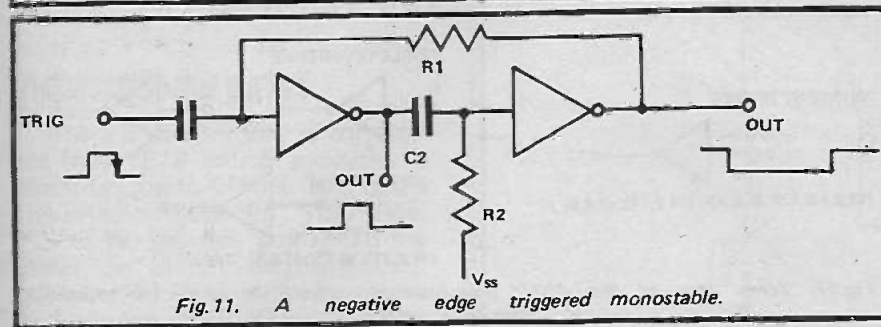 R1
TRIG
C2
OUT
OUT
R2
Vss
Fig. 11. A negative edge triggered monostable.